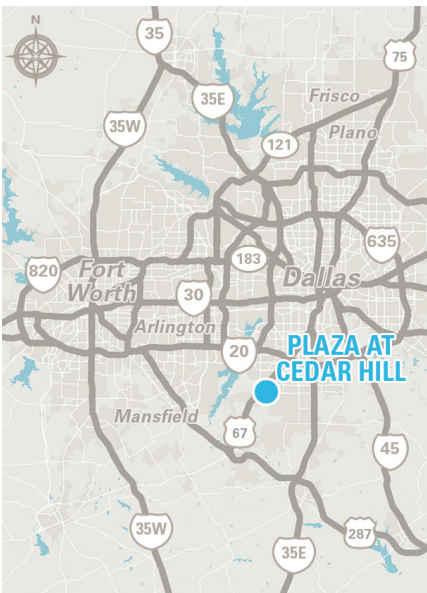 N
35
75
35E
Frisco
35W
Plano
121
635
183
820
Fort
Worth
Dallas
30
Arlington
20
PLAZA AT
CEDAR HILL
Mansfield
67
45
35W
287
35E